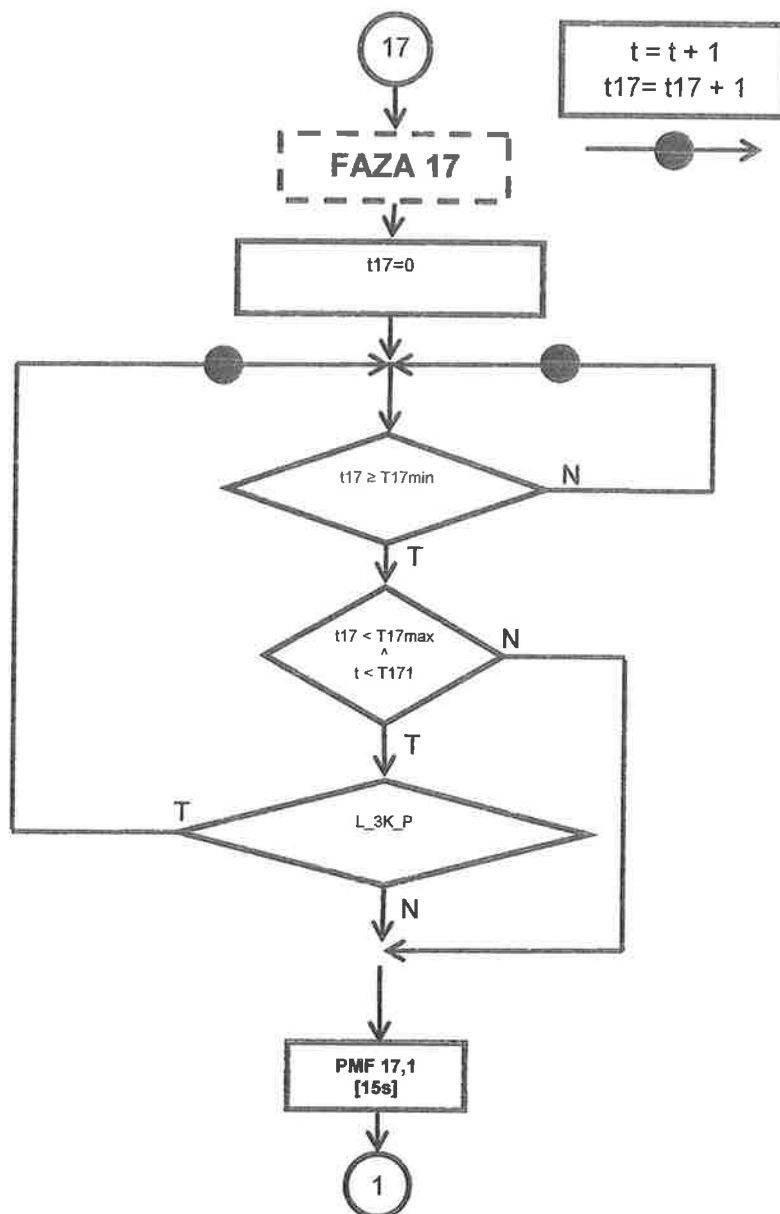 17
t = t + 1
t17= t17 + 1
FAZA 17
t17=0
t17 ≥ T17min
N
T
t17 < T17max
^
t < T171
N
T
L_3K_P
T
N
PMF 17,1
[15s]
1